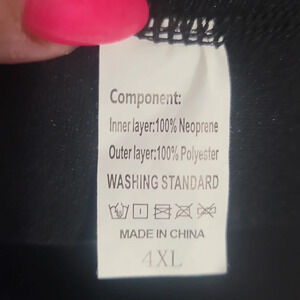 Component:
Inner layer:100% Neoprene
Outer layer:100% Polyester
WASHING STANDARD
MADE IN CHINA
4XL